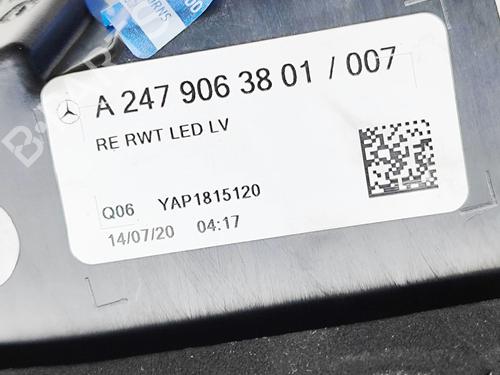 A 247 906 38 01 / 007
RE RWT LED LV
Q06 YAP1815120
14/07/20 04:17